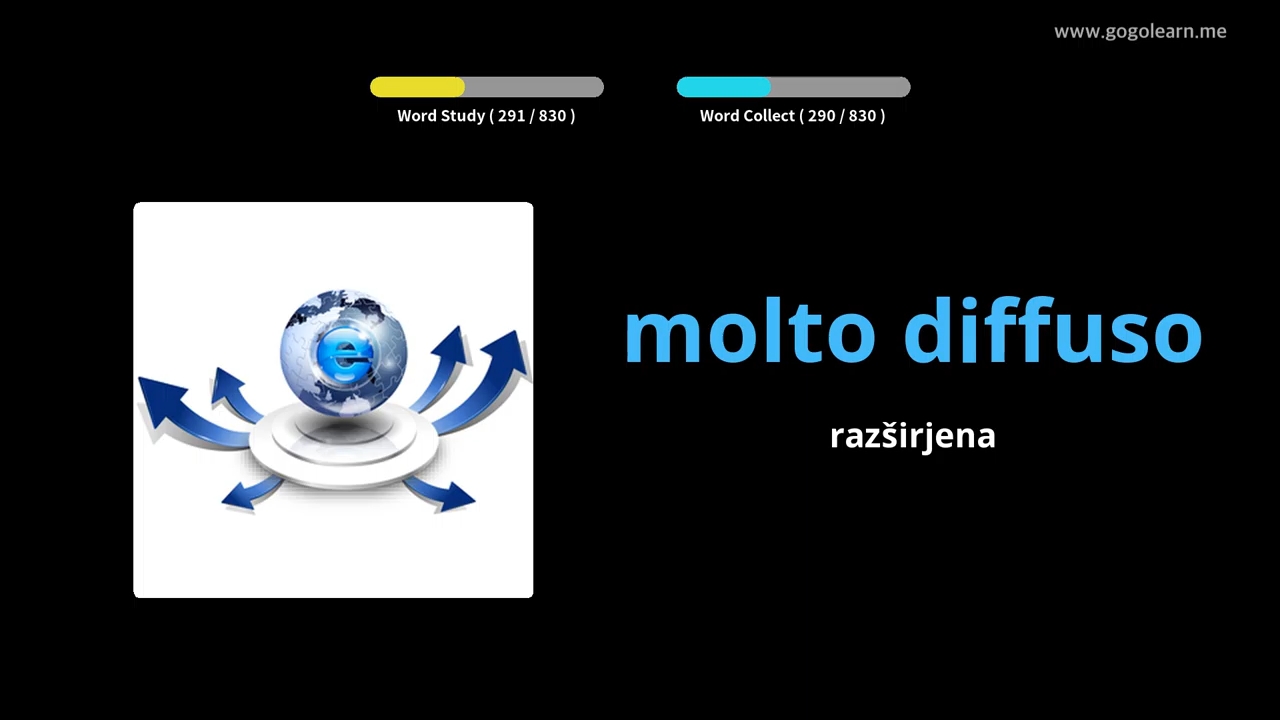 www.gogolearn.me
Word Study ( 291 / 830 )
Word Collect ( 290 / 830 )
e
molto diffuso
razširjena